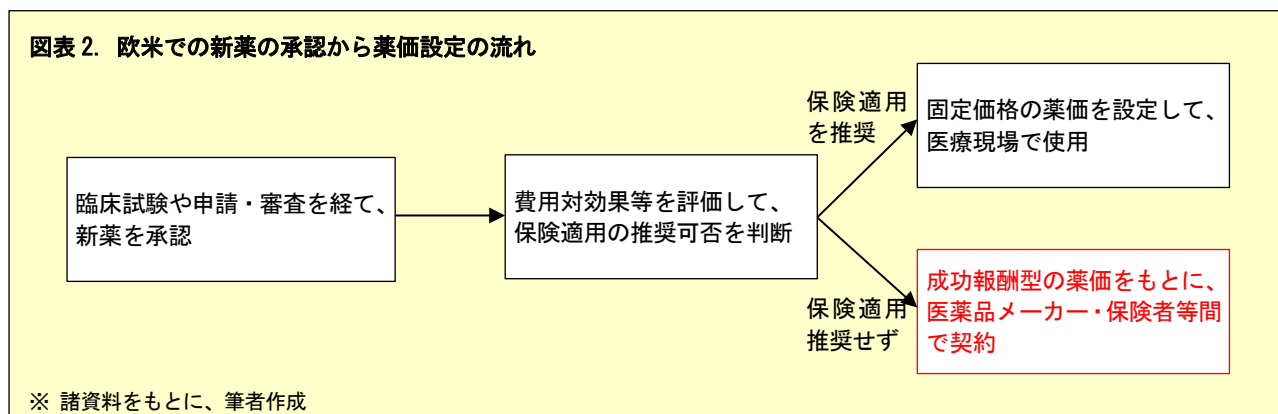 図表 2. 欧米での新薬の承認から薬価設定の流れ
臨床試験や申請・審査を経て、
新薬を承認
費用対効果等を評価して、
保険適用の推奨可否を判断
保険適用
を推奨
固定価格の薬価を設定して、
医療現場で使用
保険適用
推奨せず
成功報酬型の薬価をもとに、
医薬品メーカー・保険者等間
で契約
※ 諸資料をもとに、筆者作成